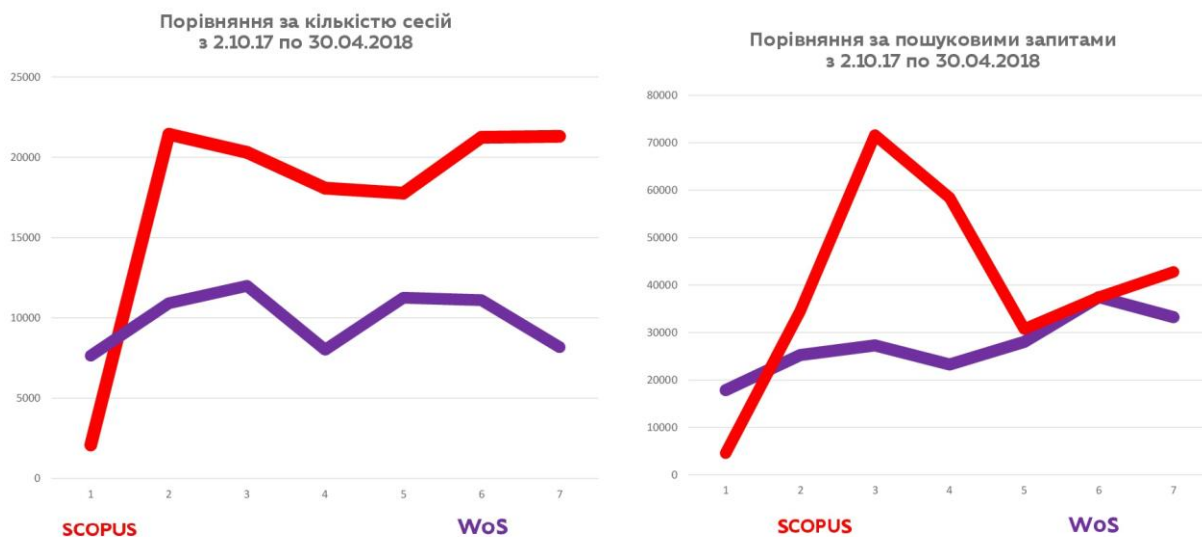 Порівняння за кількістю сесій
з 2.10.17 по 30.04.2018
25000
20000
15000
10000
5000
0
1 2 3 4 5 6 7
SCOPUS WoS
Порівняння за пошуковими запитами
з 2.10.17 по 30.04.2018
80000
70000
60000
50000
40000
30000
20000
10000
0
1 2 3 4 5 6 7
SCOPUS WoS